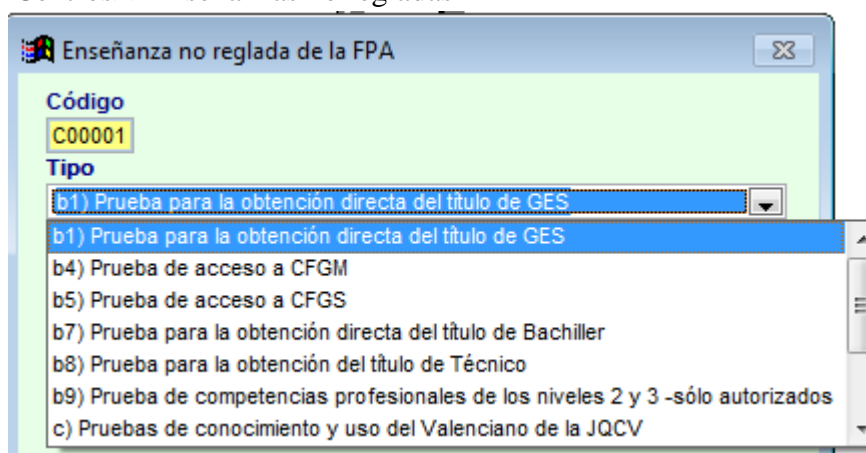 Enseñanza no reglada de la FPA
Código
C00001
Tipo
b1) Prueba para la obtención directa del título de GES
b1) Prueba para la obtención directa del título de GES
b4) Prueba de acceso a CFGM
b5) Prueba de acceso a CFGS
b7) Prueba para la obtención directa del título de Bachiller
b8) Prueba para la obtención del título de Técnico
b9) Prueba de competencias profesionales de los niveles 2 y 3 -sólo autorizados
c) Pruebas de conocimiento y uso del Valenciano de la JQCV